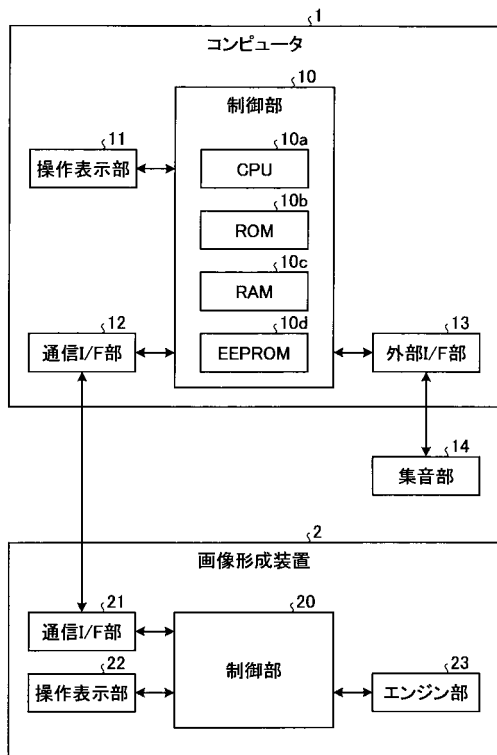 1
コンピュータ
10
制御部
11
操作表示部
10a
CPU
10b
ROM
10c
RAM
12
通信I/F部
10d
EEPROM
13
外部I/F部
14
集音部
2
画像形成装置
21
通信I/F部
20
制御部
22
操作表示部
23
エンジン部